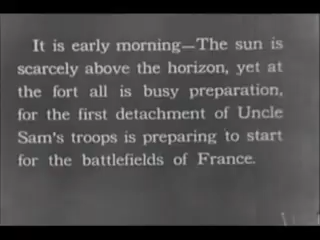 It is early morning—The sun is
scarcely above the horizon, yet at
the fort all is busy preparation,
for the first detachment of Uncle
Sam's troops is preparing to start
for the battlefields of France.